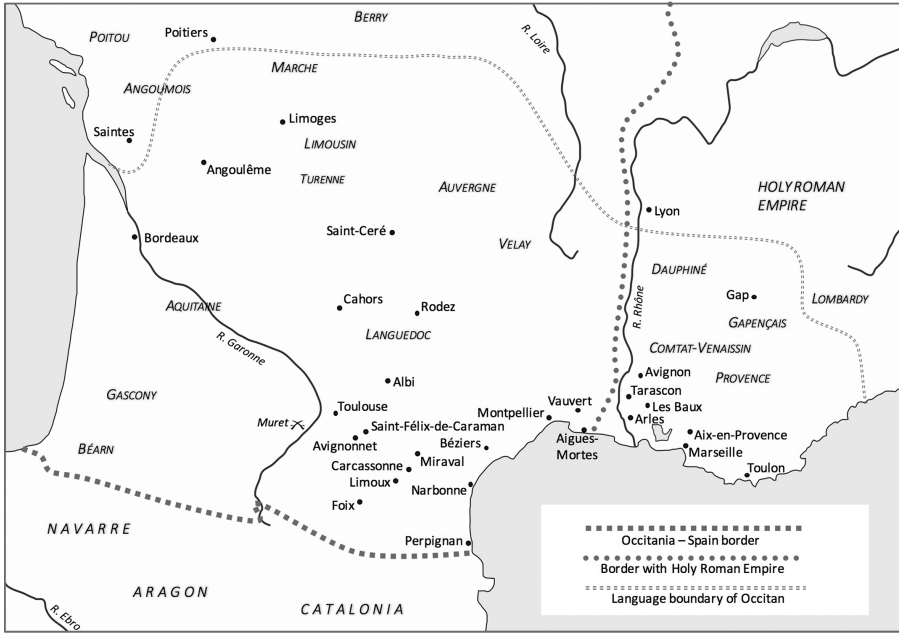 BERRY
POITOU
Poitiers
R. Loire
MARCHE
ANGOUMOIS
Limoges
Saintes
LIMOUSIN
Angoulême
TURENNE
AUVERGNE
HOLY ROMAN
EMPIRE
Lyon
Bordeaux
Saint-Ceré
VELAY
DAUPHINÉ
Gap
LOMBARDY
Cahors
Rodez
AQUITAINE
R. Rhône
GAPENÇAIS
R. Garonne
LANGUEDOC
COMTAT-VENAISSIN
Avignon
PROVENCE
Albi
GASCONY
Tarascon
Vauvert
Les Baux
Toulouse
Montpellier
Arles
Muret
Saint-Félix-de-Caraman
Aigues-
Mortes
Aix-en-Provence
Avignonnet
Béziers
BÉARN
Miraval
Marseille
Carcassonne
Toulon
Limoux
Narbonne
Foix
NAVARRE
Perpignan
Occitania – Spain border
Border with Holy Roman Empire
ARAGON
Language boundary of Occitan
CATALONIA
R. Ebro